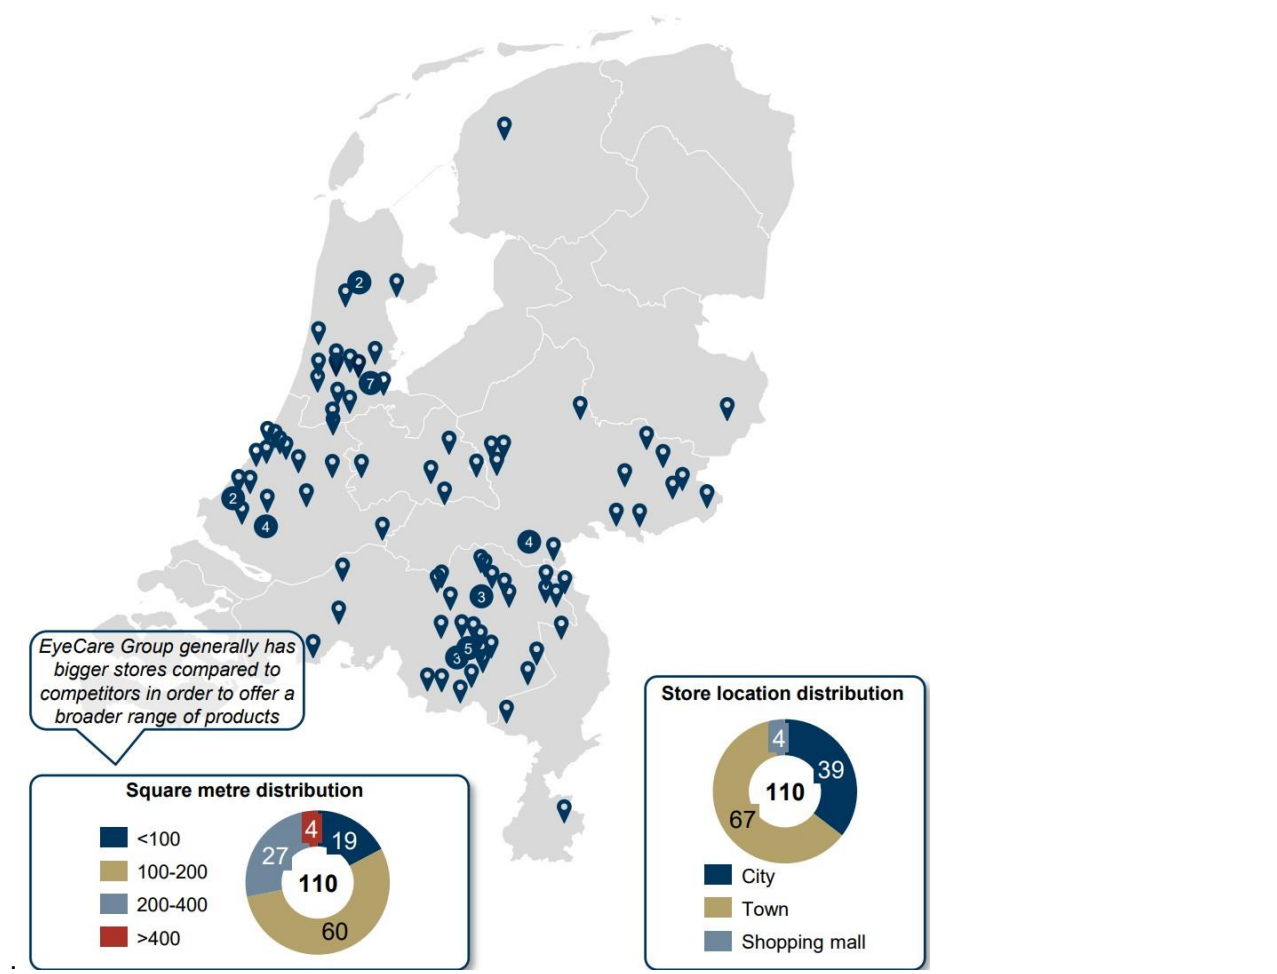 2
7
2
4
4
3
5
3
EyeCare Group generally has
bigger stores compared to
competitors in order to offer a
broader range of products
Store location distribution
4
39
110
67
City
Town
Shopping mall
Square metre distribution
<100
100-200
200-400
>400
4
19
27
110
60
.